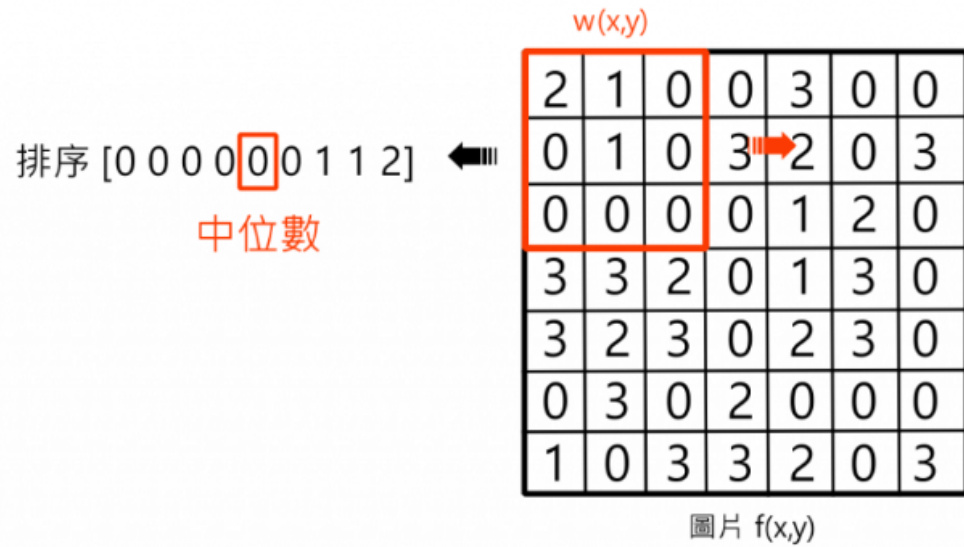 w(x,y)
2 1 0 0 3 0 0
排序 [0 0 0 0 0 0 1 1 2]
0 1 0 3 2 0 3
中位數
0 0 0 0 1 2 0
3 3 2 0 1 3 0
3 2 3 0 2 3 0
0 3 0 2 0 0 0
1 0 3 3 2 0 3
圖片 f(x,y)